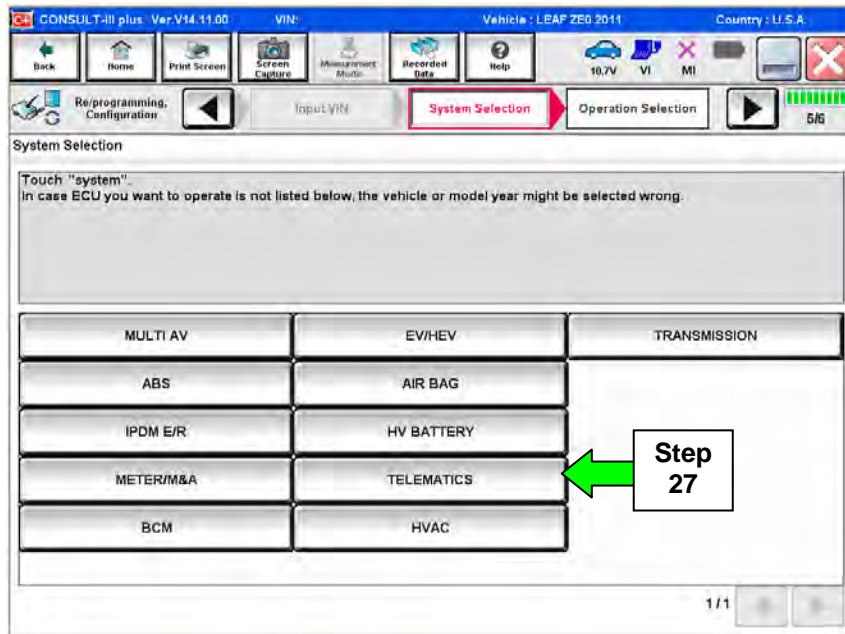 C+ CONSULT-III plus Ver.V14.11.00 VIN: Vehicle : LEAF ZE0 2011 Country : U.S.A.
Back Home Print Screen Screen Capture Measurement Mode Recorded Data Help 10.7V VI MI
Re/programming, Configuration Input VIN System Selection Operation Selection 5/6
System Selection
Touch "system".
In case ECU you want to operate is not listed below, the vehicle or model year might be selected wrong.
MULTI AV EV/HEV TRANSMISSION
ABS AIR BAG
IPDM E/R HV BATTERY
METER/M&A TELEMATICS
BCM HVAC
Step
27
1/1